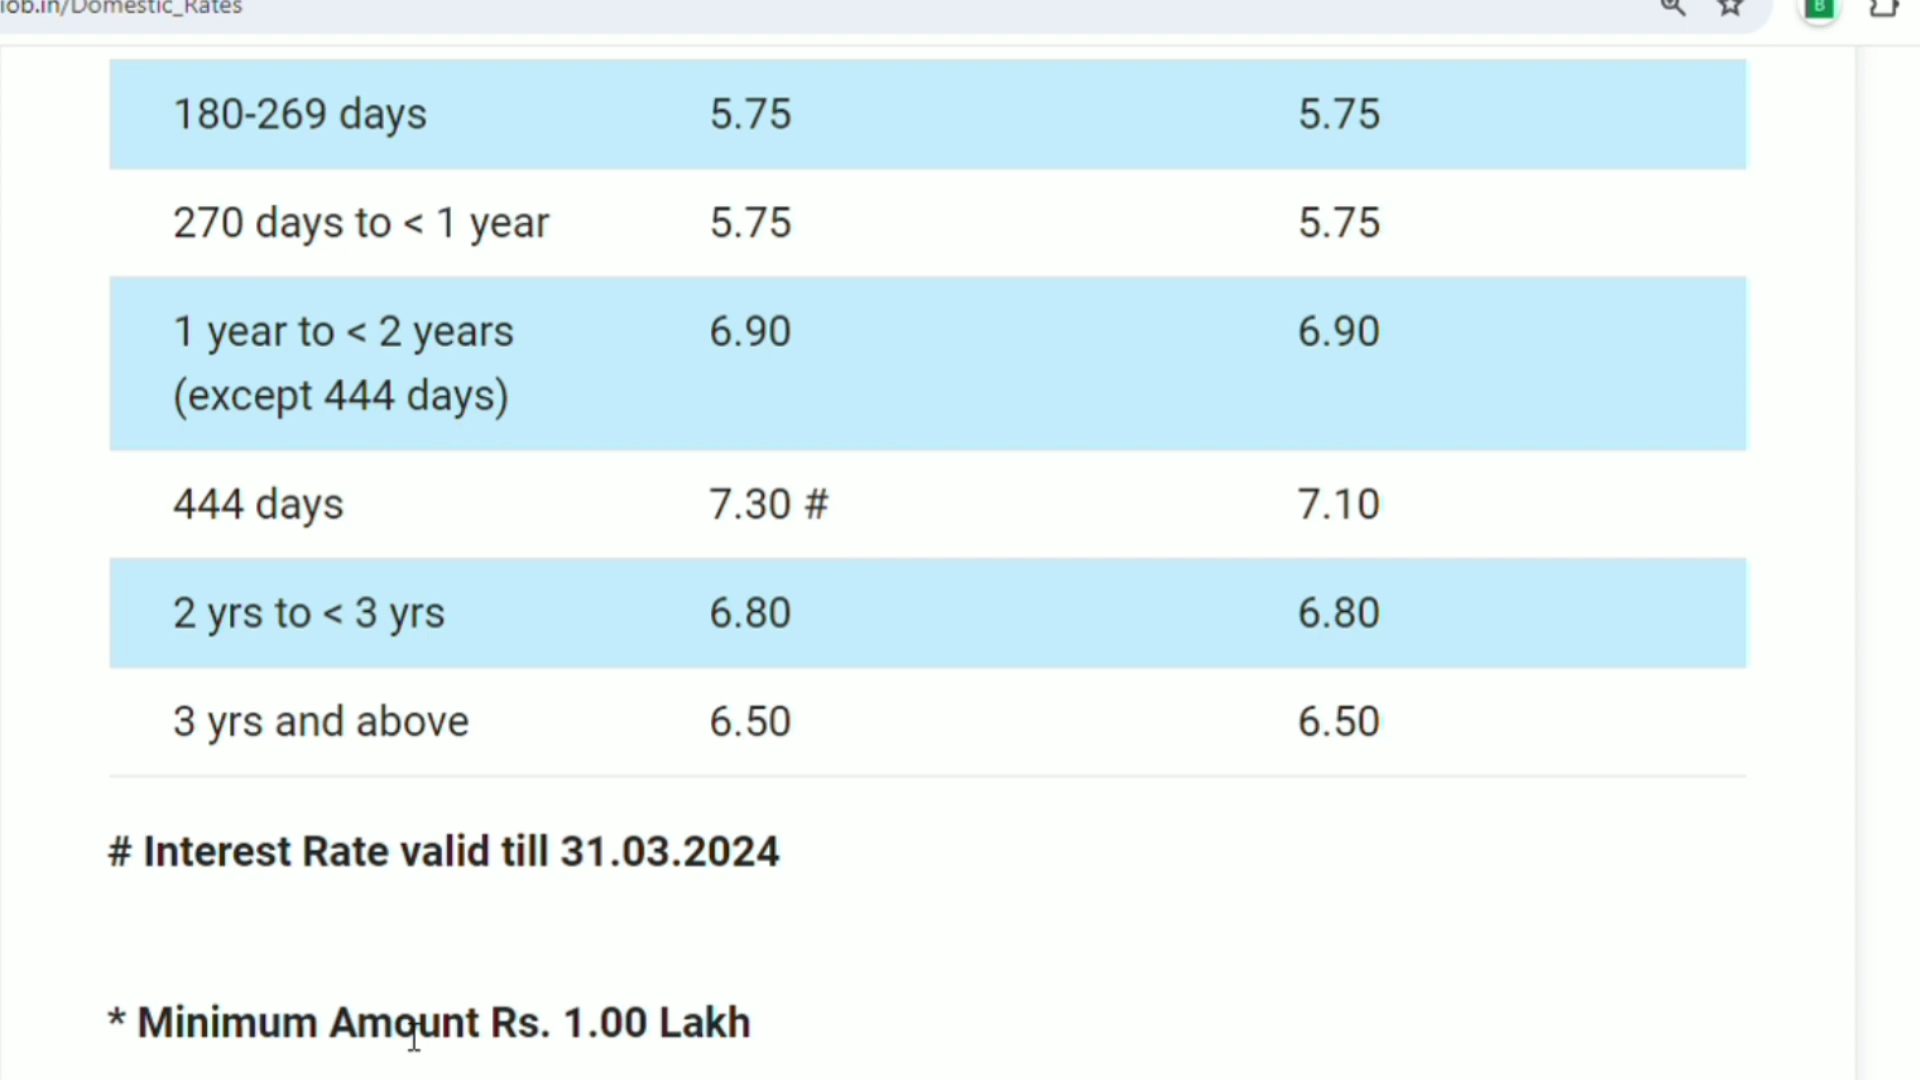 iob.in/Domestic_Rates
B
180-269 days 5.75 5.75
270 days to < 1 year 5.75 5.75
1 year to < 2 years 6.90 6.90
(except 444 days)
444 days 7.30 # 7.10
2 yrs to < 3 yrs 6.80 6.80
3 yrs and above 6.50 6.50
# Interest Rate valid till 31.03.2024
* Minimum Amount Rs. 1.00 Lakh